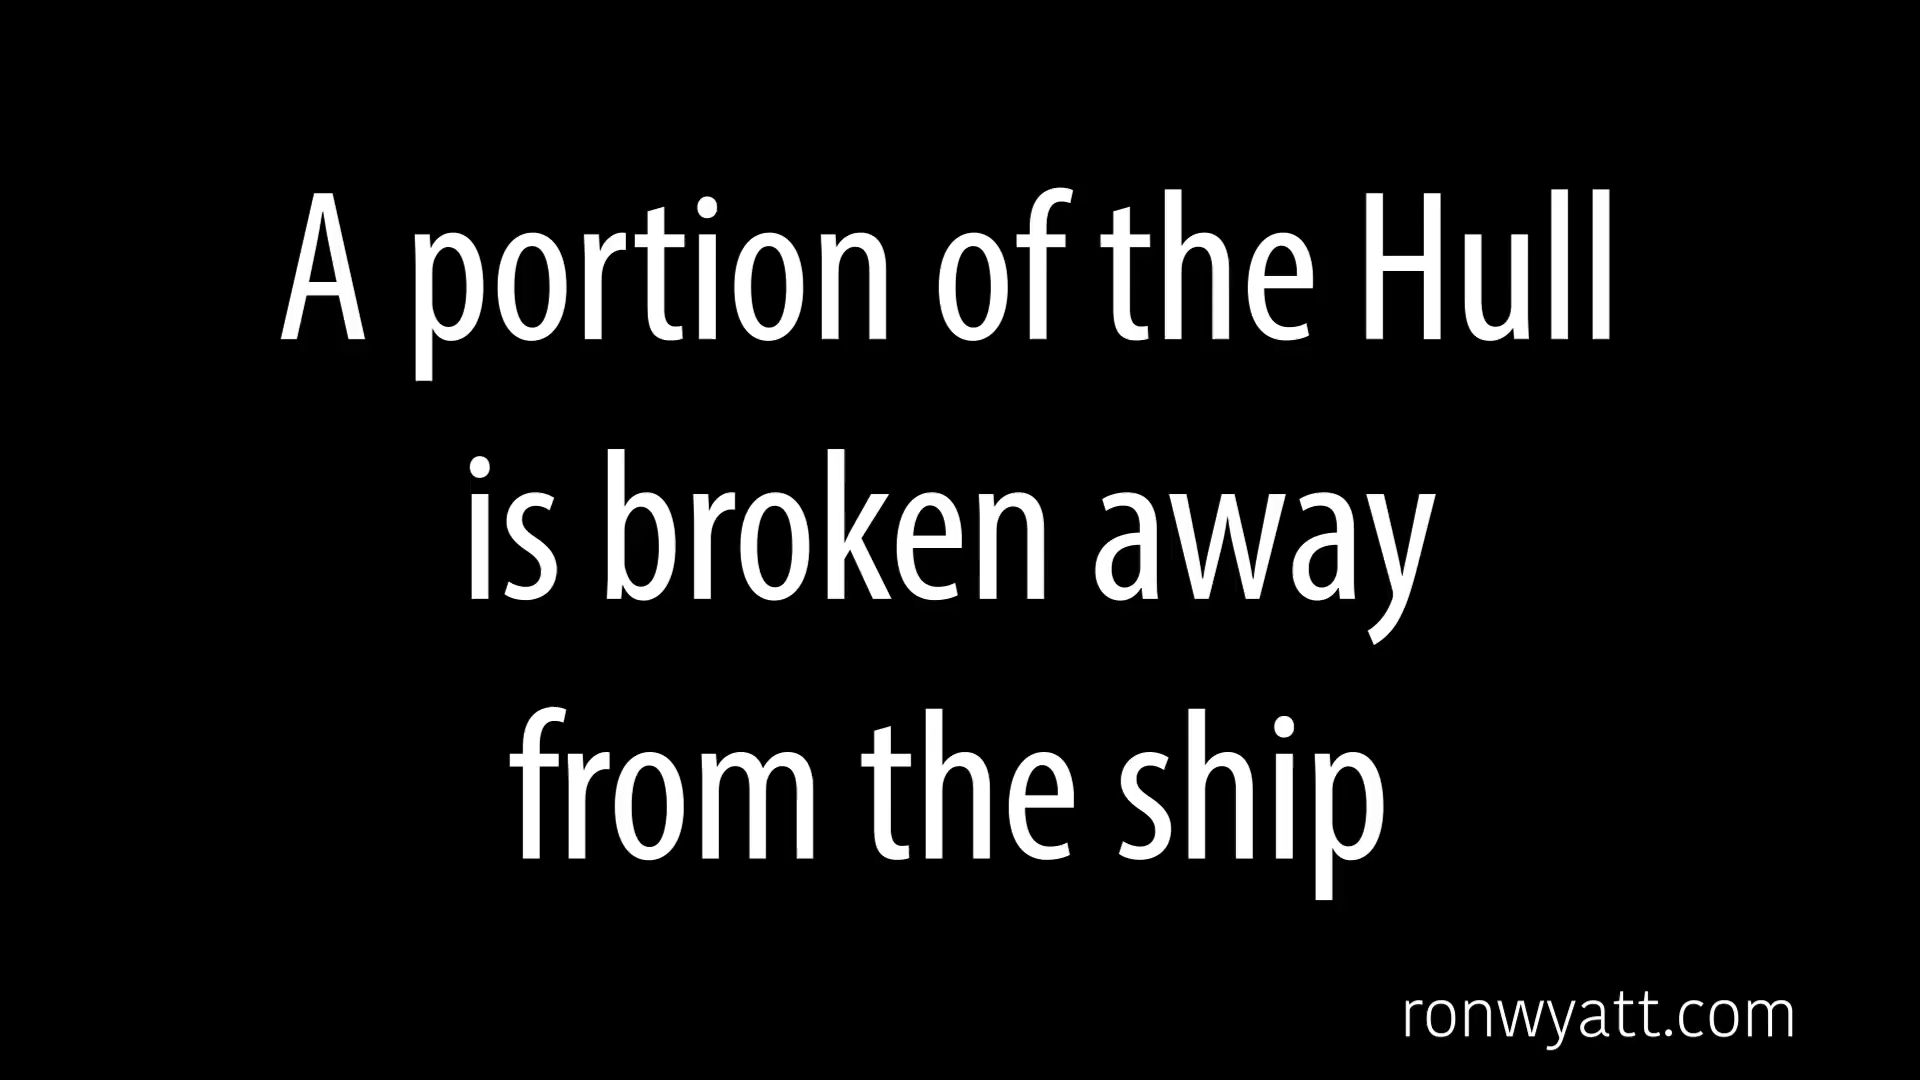 A portion of the Hull
is broken away
from the ship
ronwyatt.com